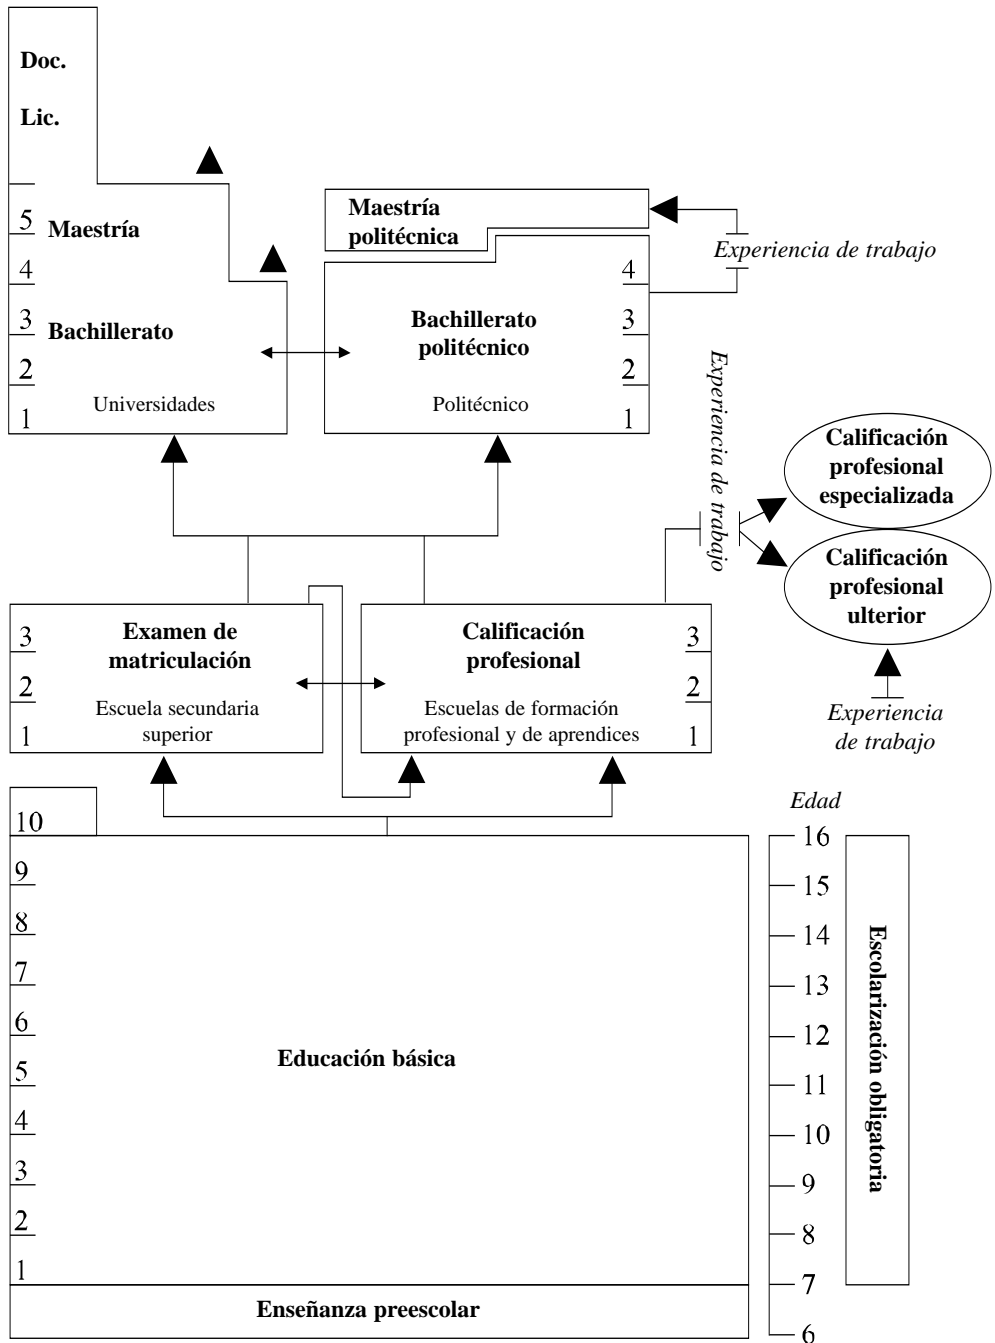 Doc.
Lic.
5
Maestría
4
3
Bachillerato
2
1
Universidades
Maestría
politécnica
Experiencia de trabajo
4
Bachillerato
politécnico
3
2
1
Politécnico
Experiencia de trabajo
Calificación
profesional
especializada
Calificación
profesional
ulterior
Experiencia
de trabajo
3
2
1
Examen de
matriculación
Escuela secundaria
superior
Calificación
profesional
Escuelas de formación
profesional y de aprendices
3
2
1
10
9
8
7
6
5
4
3
2
1
Educación básica
Enseñanza preescolar
Edad
16
15
14
13
12
11
10
9
8
7
6
Escolarización obligatoria